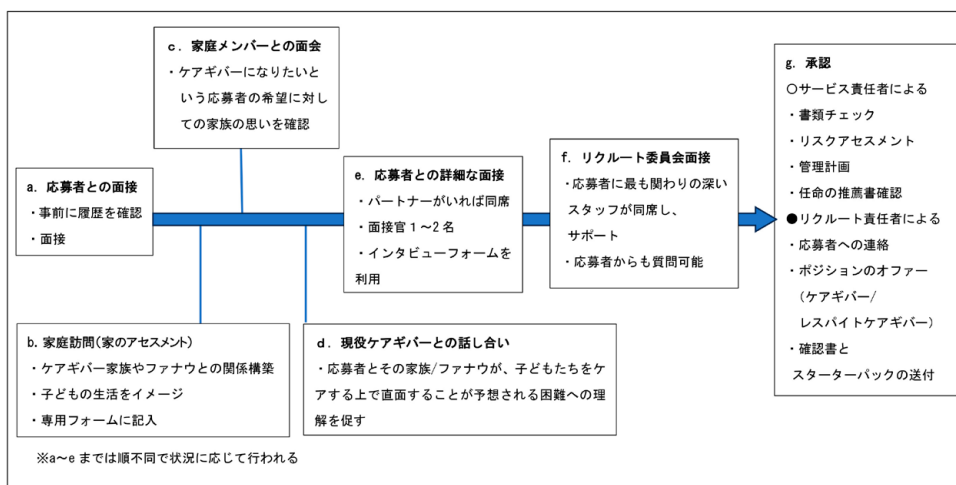 a. 応募者との面接
・事前に履歴を確認
・面接
b. 家庭訪問(家のアセスメント)
・ケアギバー家族やファナウとの関係構築
・子どもの生活をイメージ
・専用フォームに記入
c. 家庭メンバーとの面会
・ケアギバーになりたいと
いう応募者の希望に対し
ての家族の思いを確認
d. 現役ケアギバーとの話し合い
・応募者とその家族/ファナウが、子どもたちをケ
アする上で直面することが予想される困難への理
解を促す
e. 応募者との詳細な面接
・パートナーがいれば同席
・面接官1~2名
・インタビューフォームを
利用
f. リクルート委員会面接
・応募者に最も関わりの深い
スタッフが同席し、
サポート
・応募者からも質問可能
g. 承認
○サービス責任者による
・書類チェック
・リスクアセスメント
・管理計画
・任命の推薦書確認
●リクルート責任者による
・応募者への連絡
・ポジションのオファー
(ケアギバー/
レスパイトケアギバー)
・確認書と
スターターパックの送付
※a~eまでは順不同で状況に応じて行われる